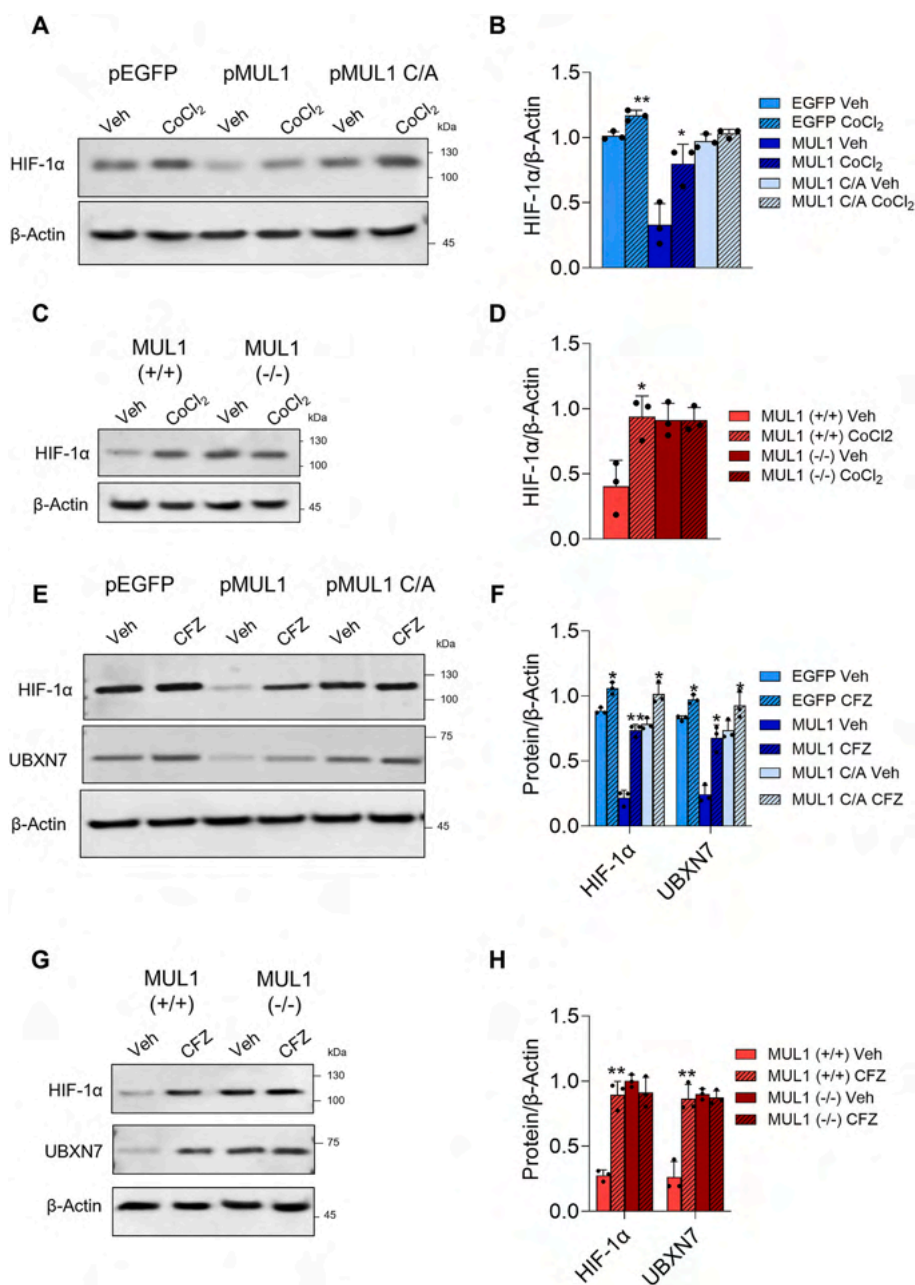 A
pEGFP pMUL1 pMUL1 C/A
Veh CoCl₂ Veh CoCl₂ Veh CoCl₂
kDa
HIF-1α
130
100
β-Actin
45
B
HIF-1α/β-Actin
1.5
1.0
0.5
0.0
** *
EGFP Veh
EGFP CoCl₂
MUL1 Veh
MUL1 CoCl₂
MUL1 C/A Veh
MUL1 C/A CoCl₂
C
MUL1 MUL1
(+/+) (-/-)
Veh CoCl₂ Veh CoCl₂
kDa
HIF-1α
130
100
β-Actin
45
D
HIF-1α/β-Actin
1.5
1.0
0.5
0.0
*
MUL1 (+/+) Veh
MUL1 (+/+) CoCl2
MUL1 (-/-) Veh
MUL1 (-/-) CoCl₂
E
pEGFP pMUL1 pMUL1 C/A
Veh CFZ Veh CFZ Veh CFZ
kDa
HIF-1α
130
100
UBXN7
75
β-Actin
45
F
Protein/β-Actin
1.5
1.0
0.5
0.0
* ** * * * *
HIF-1α UBXN7
EGFP Veh
EGFP CFZ
MUL1 Veh
MUL1 CFZ
MUL1 C/A Veh
MUL1 C/A CFZ
G
MUL1 MUL1
(+/+) (-/-)
Veh CFZ Veh CFZ
kDa
HIF-1α
130
100
UBXN7
75
β-Actin
45
H
Protein/β-Actin
1.5
1.0
0.5
0.0
** **
HIF-1α UBXN7
MUL1 (+/+) Veh
MUL1 (+/+) CFZ
MUL1 (-/-) Veh
MUL1 (-/-) CFZ